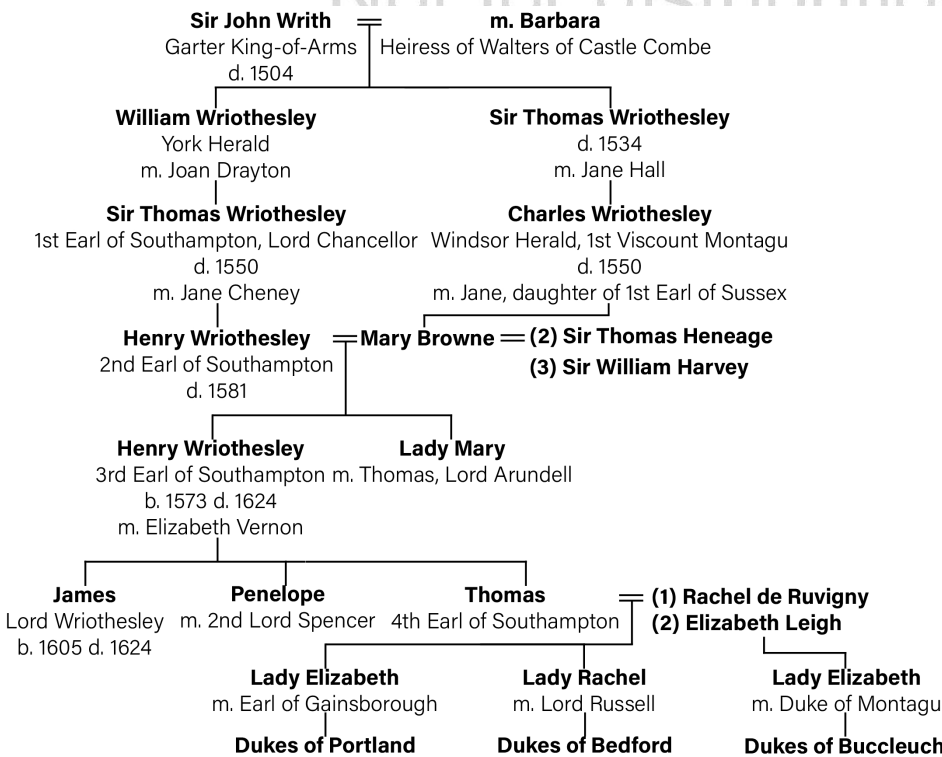 Sir John Writh
m. Barbara
Garter King-of-Arms
Heiress of Walters of Castle Combe
d. 1504
William Wriothesley
Sir Thomas Wriothesley
York Herald
d. 1534
m. Joan Drayton
m. Jane Hall
Sir Thomas Wriothesley
Charles Wriothesley
1st Earl of Southampton, Lord Chancellor
Windsor Herald, 1st Viscount Montagu
d. 1550
d. 1550
m. Jane Cheney
m. Jane, daughter of 1st Earl of Sussex
Henry Wriothesley
Mary Browne
(2) Sir Thomas Heneage
2nd Earl of Southampton
(3) Sir William Harvey
d. 1581
Henry Wriothesley
Lady Mary
3rd Earl of Southampton
m. Thomas, Lord Arundell
b. 1573 d. 1624
m. Elizabeth Vernon
James
Penelope
Thomas
(1) Rachel de Ruvigny
Lord Wriothesley
m. 2nd Lord Spencer
4th Earl of Southampton
(2) Elizabeth Leigh
b. 1605 d. 1624
Lady Elizabeth
Lady Rachel
Lady Elizabeth
m. Earl of Gainsborough
m. Lord Russell
m. Duke of Montagu
Dukes of Portland
Dukes of Bedford
Dukes of Buccleuch